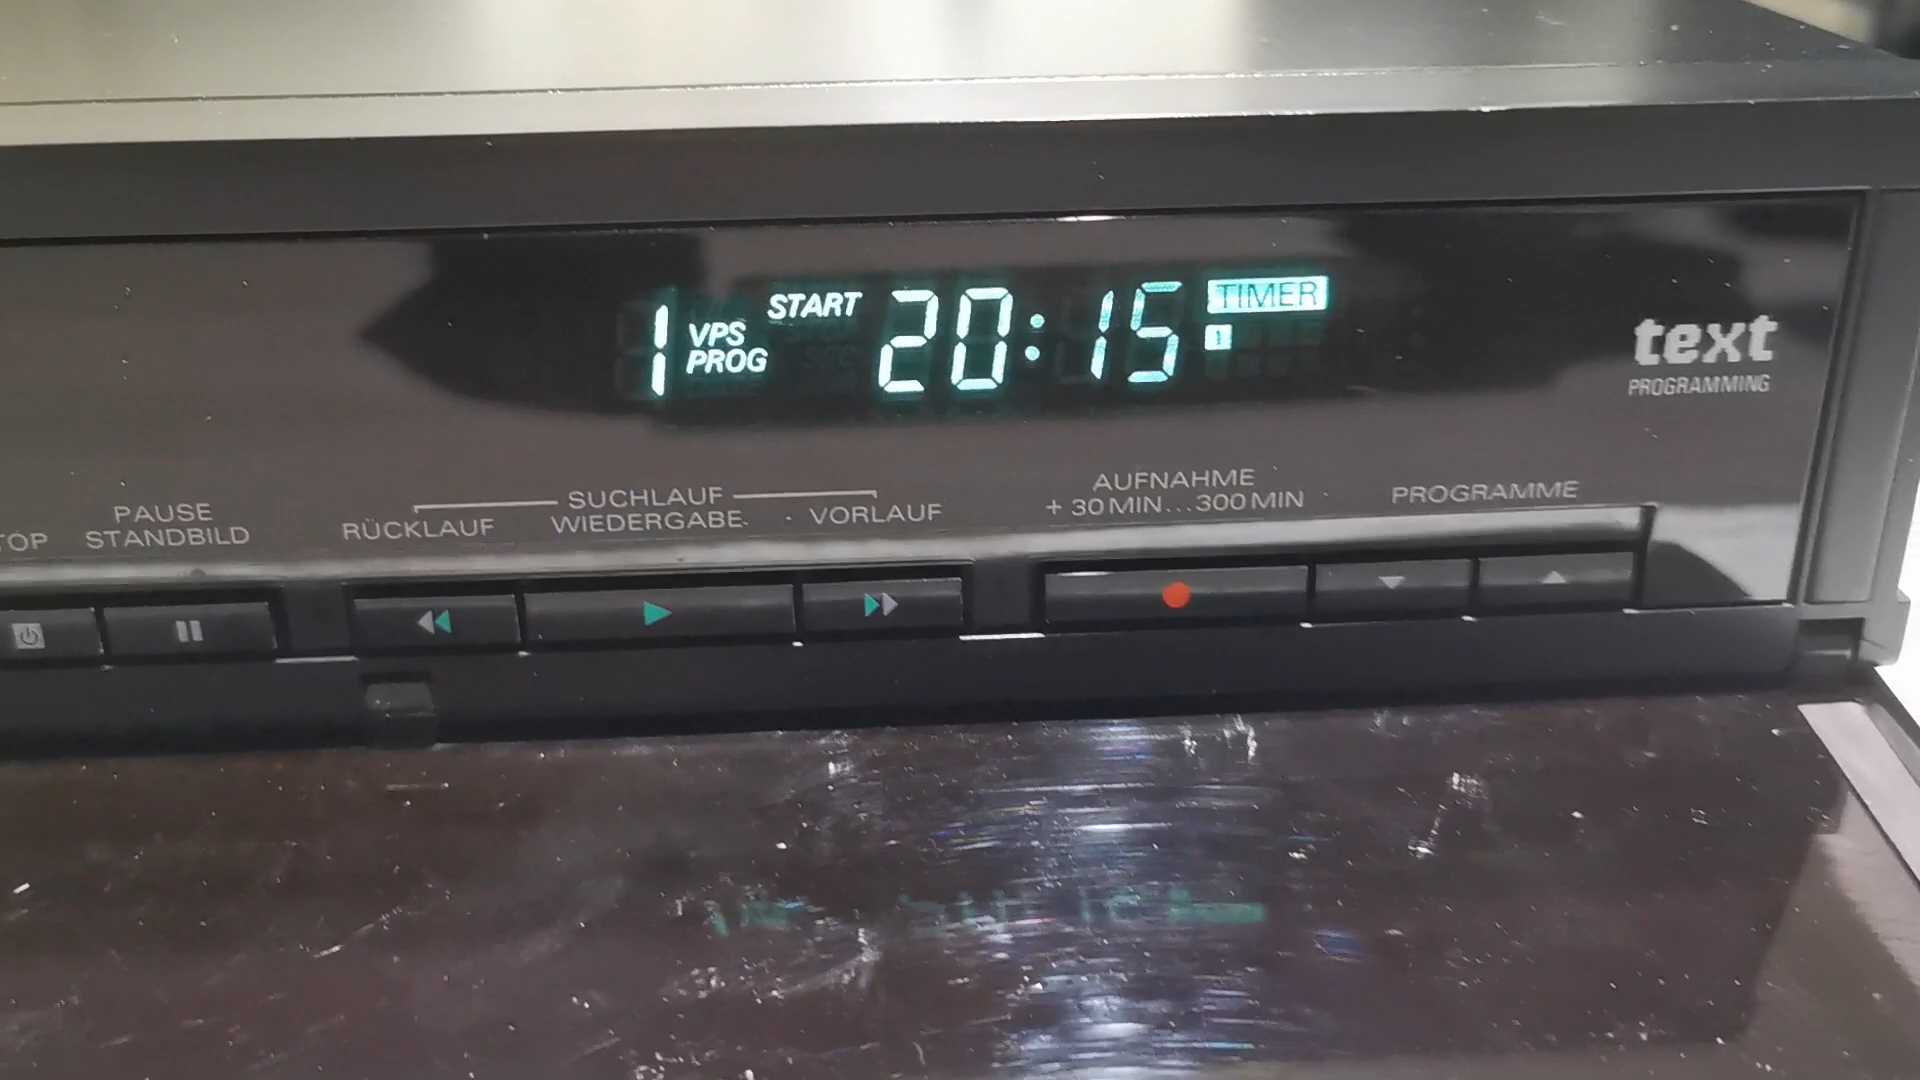 1 VPS PROG START 20:15 TIMER
1
text
PROGRAMMING
PAUSE
STANDBILD
RÜCKLAUF
SUCHLAUF
WIEDERGABE
VORLAUF
AUFNAHME
+ 30 MIN...300 MIN
PROGRAMME